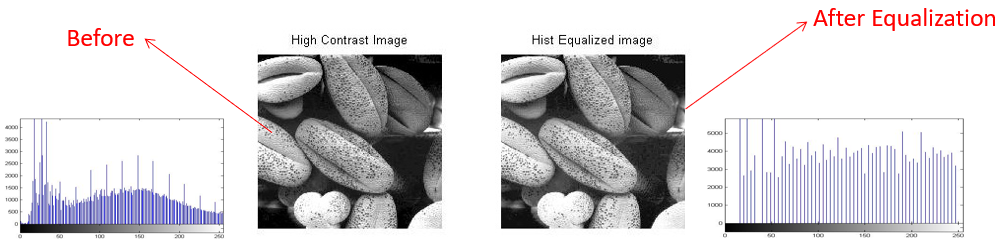 After Equalization
Before
High Contrast Image
Hist Equalized image
4000
3500
3000
2500
2000
1500
1000
500
0
0 50 100 150 200 250
5000
4000
3000
2000
1000
0
0 50 100 150 200 250